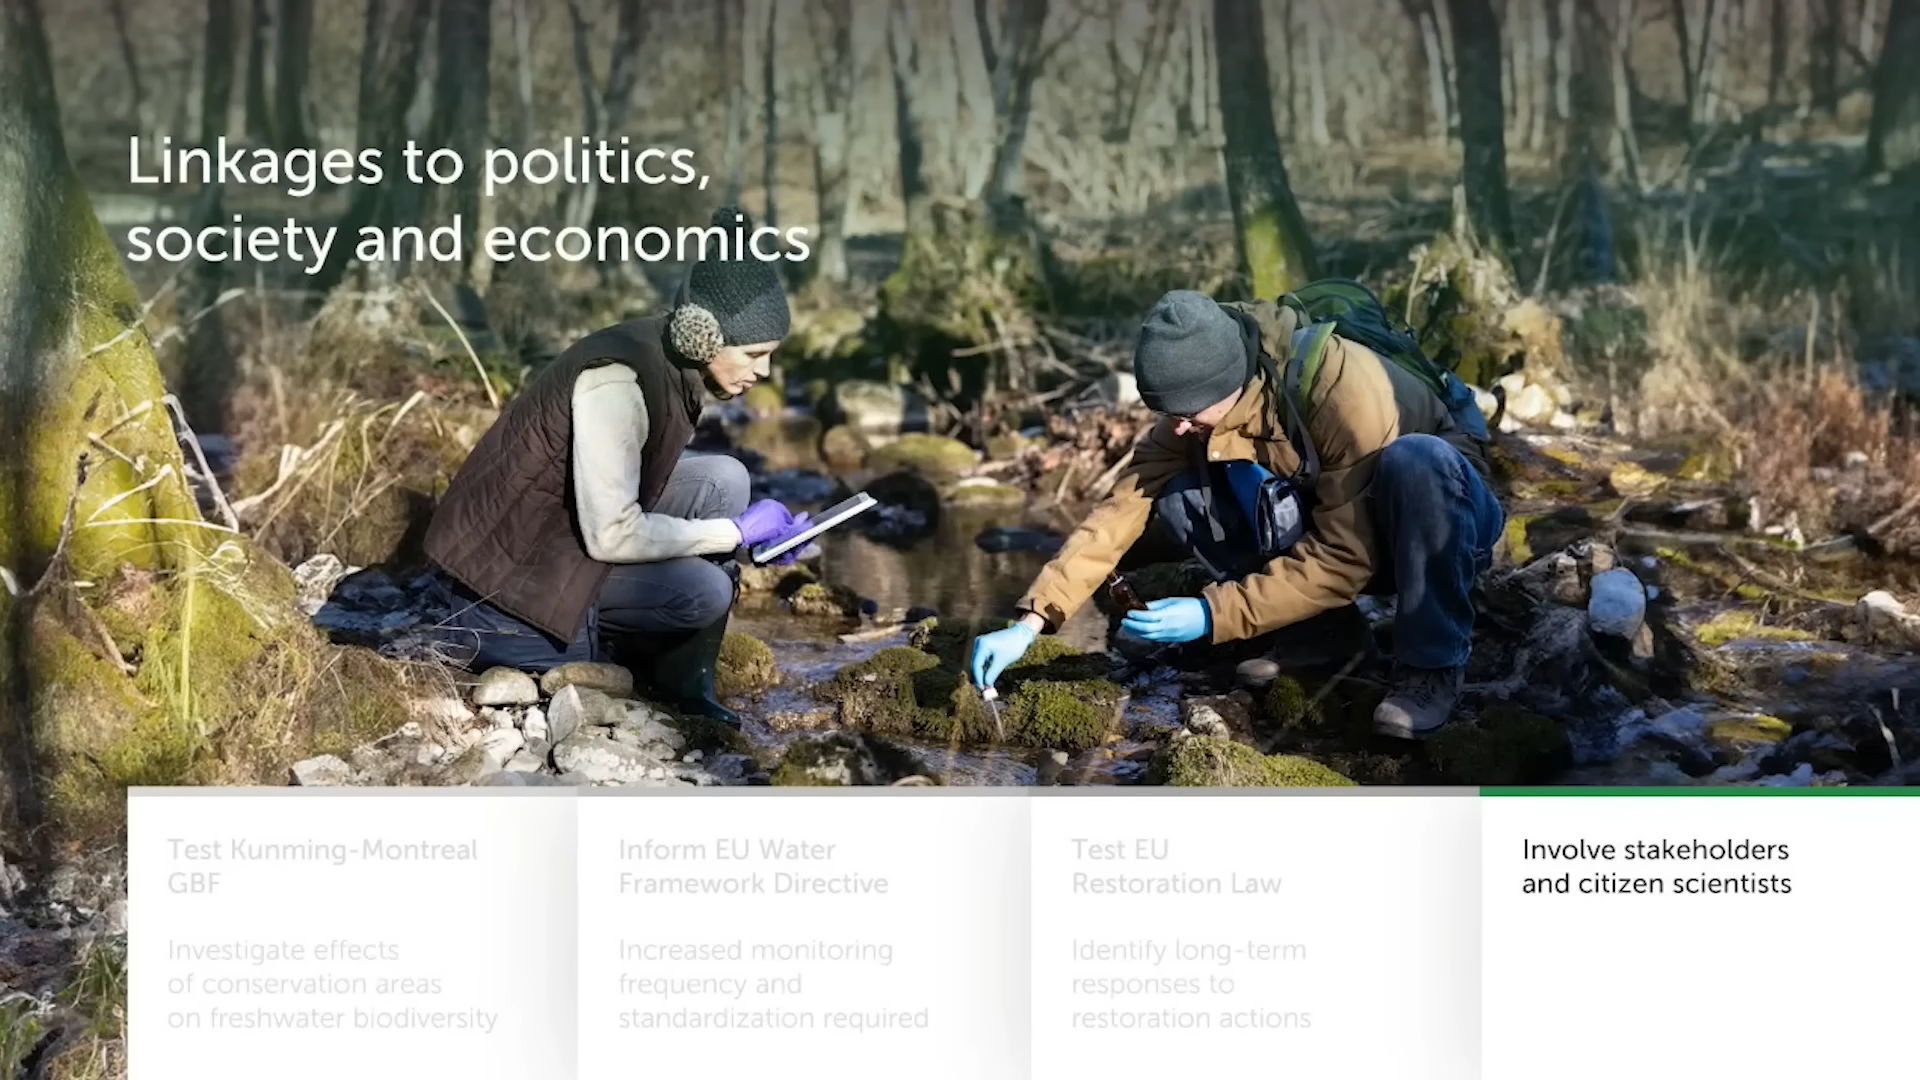 Linkages to politics,
society and economics
Test Kunming-Montreal
GBF
Investigate effects
of conservation areas
on freshwater biodiversity
Inform EU Water
Framework Directive
Increased monitoring
frequency and
standardization required
Test EU
Restoration Law
Identify long-term
responses to
restoration actions
Involve stakeholders
and citizen scientists